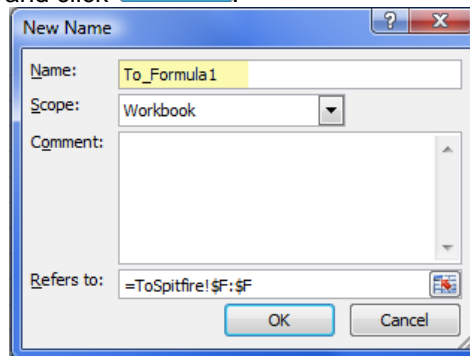 and click
New Name
Name: To_Formula1
Scope: Workbook
Comment:
Refers to: =ToSpitfire!$F:$F
OK Cancel